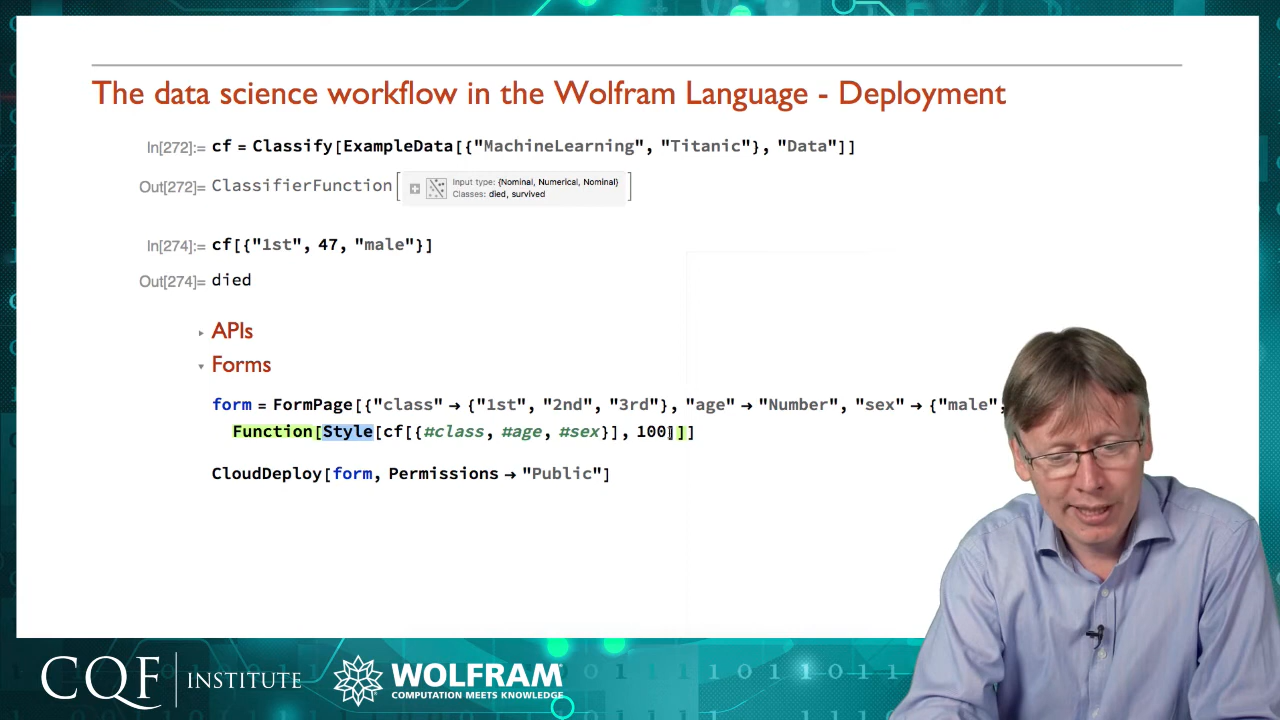 The data science workflow in the Wolfram Language - Deployment
In[272]:= cf = Classify[ExampleData[{"MachineLearning", "Titanic"}, "Data"]]
Out[272]= ClassifierFunction[
Input type: {Nominal, Numerical, Nominal}
Classes: died, survived
]
In[274]:= cf[{"1st", 47, "male"}]
Out[274]= died
APIs
Forms
form = FormPage[{"class" → {"1st", "2nd", "3rd"}, "age" → "Number", "sex" → {"male",
Function[Style[cf[{#class, #age, #sex}], 100]]]
CloudDeploy[form, Permissions → "Public"]
CQF INSTITUTE
WOLFRAM
COMPUTATION MEETS KNOWLEDGE